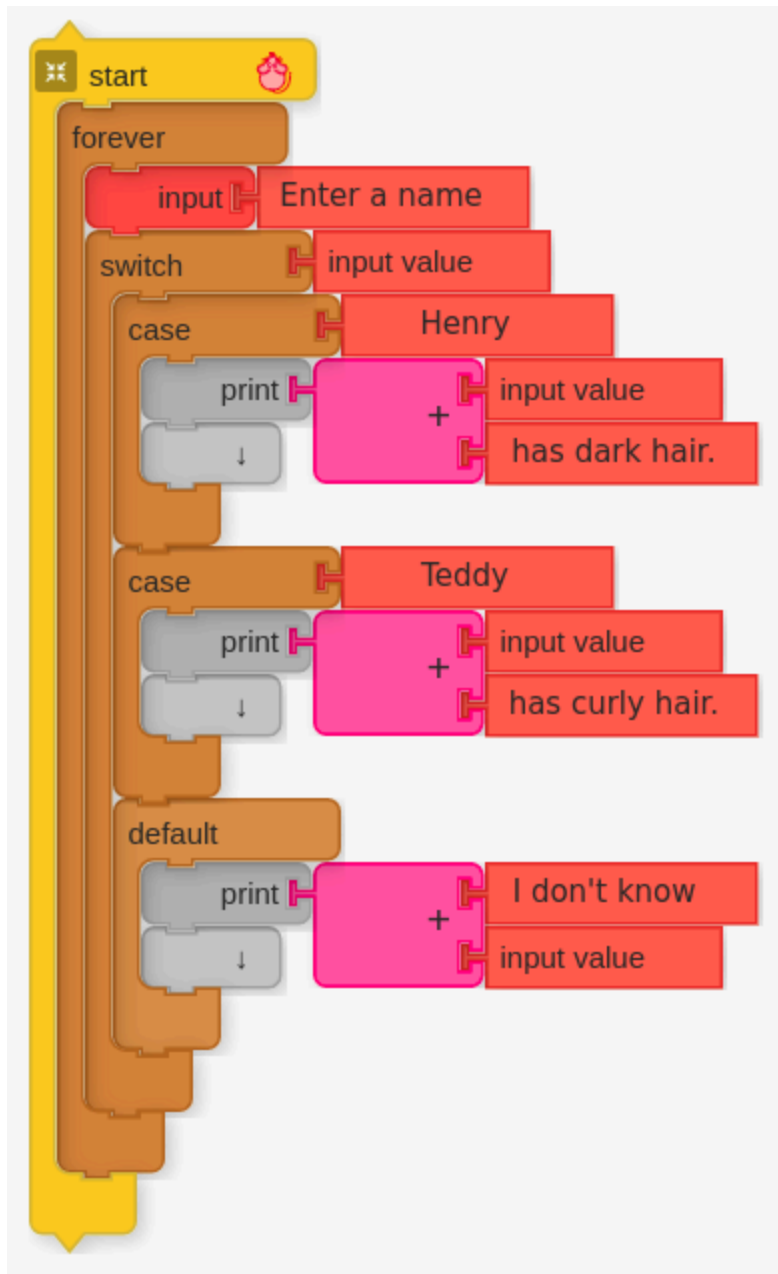 start
forever
input Enter a name
switch input value
case Henry
print + input value
↓ has dark hair.
case Teddy
print + input value
↓ has curly hair.
default
print + I don't know
↓ input value